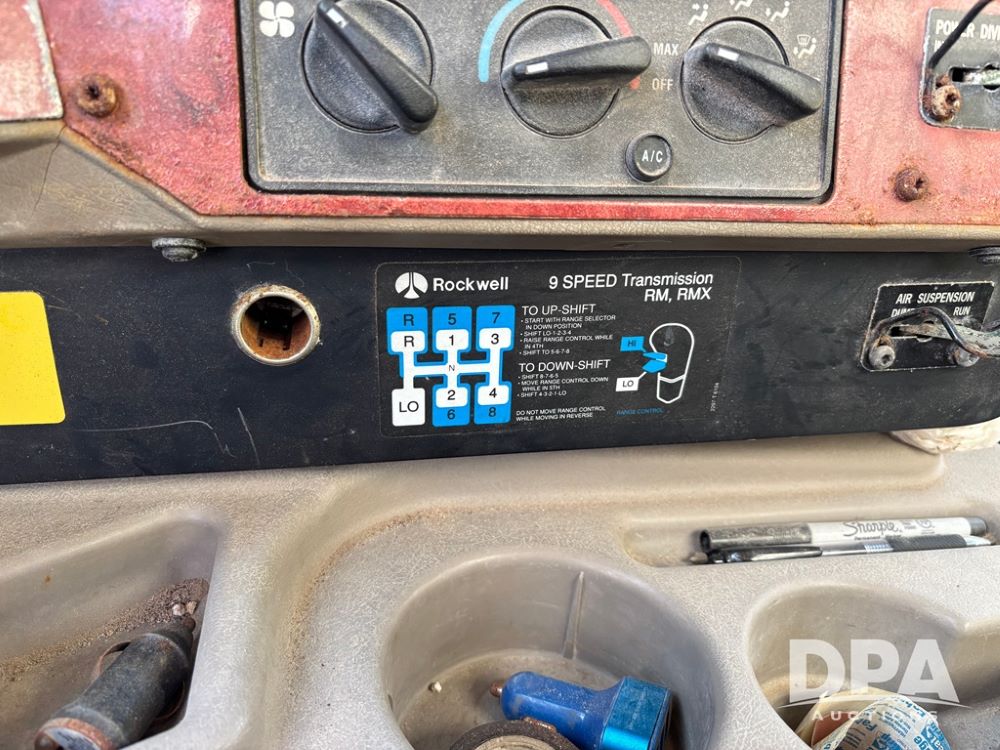 MAX
OFF
A/C
POWER DIV
Rockwell
9 SPEED Transmission
RM, RMX
R 5 7
R 1 3
N
LO 2 4
6 8
TO UP-SHIFT
• START WITH RANGE SELECTOR
IN DOWN POSITION
• SHIFT LO-1-2-3-4
• RAISE RANGE CONTROL WHILE
IN 4TH
• SHIFT TO 5-6-7-8
TO DOWN-SHIFT
• SHIFT 8-7-6-5
• MOVE RANGE CONTROL DOWN
WHILE IN 5TH
• SHIFT 4-3-2-1-LO
DO NOT MOVE RANGE CONTROL
WHILE MOVING IN REVERSE
HI
LO
RANGE CONTROL
AIR SUSPENSION
RUN
Sharpie
DPA
AUCTIONS